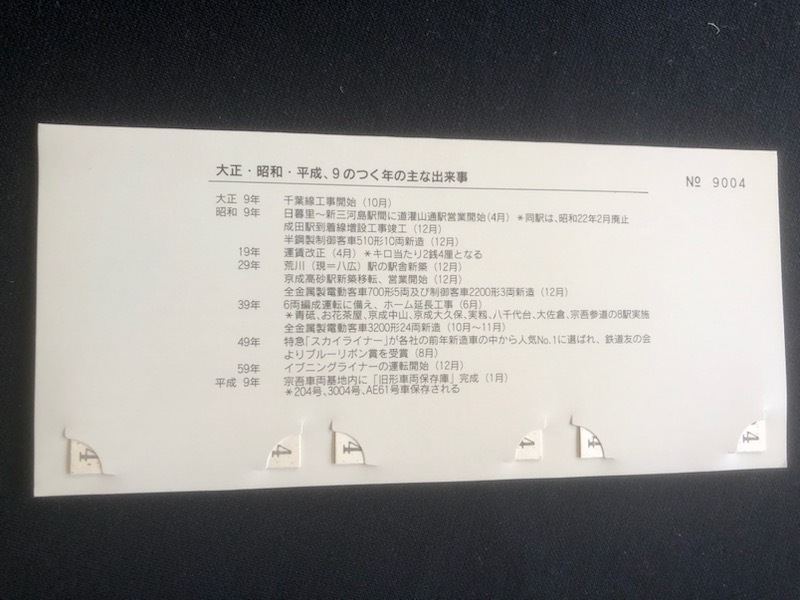 大正・昭和・平成、9のつく年の主な出来事
№ 9004
大正 9年 千葉線工事開始(10月)
昭和 9年 日暮里〜新三河島駅間に道灌山通駅営業開始(4月) *同駅は、昭和22年2月廃止
成田駅到着線増設工事竣工(12月)
半鋼製制御客車510形10両新造(12月)
19年 運賃改正(4月) *キロ当たり2銭4厘となる
29年 荒川(現=八広)駅の駅舎新築(12月)
京成高砂駅新築移転、営業開始(12月)
全金属製電動客車700形5両及び制御客車2200形3両新造(12月)
39年 6両編成運転に備え、ホーム延長工事(6月)
*青砥、お花茶屋、京成中山、京成大久保、実籾、八千代台、大佐倉、宗吾参道の8駅実施
全金属製電動客車3200形24両新造(10月〜11月)
49年 特急「スカイライナー」が各社の前年新造車の中から人気No.1に選ばれ、鉄道友の会
よりブルーリボン賞を受賞(8月)
59年 イブニングライナーの運転開始(12月)
平成 9年 宗吾車両基地内に「旧形車両保存庫」完成(1月)
*204号、3004号、AE61号車保存される
4 4 4 4 4 4